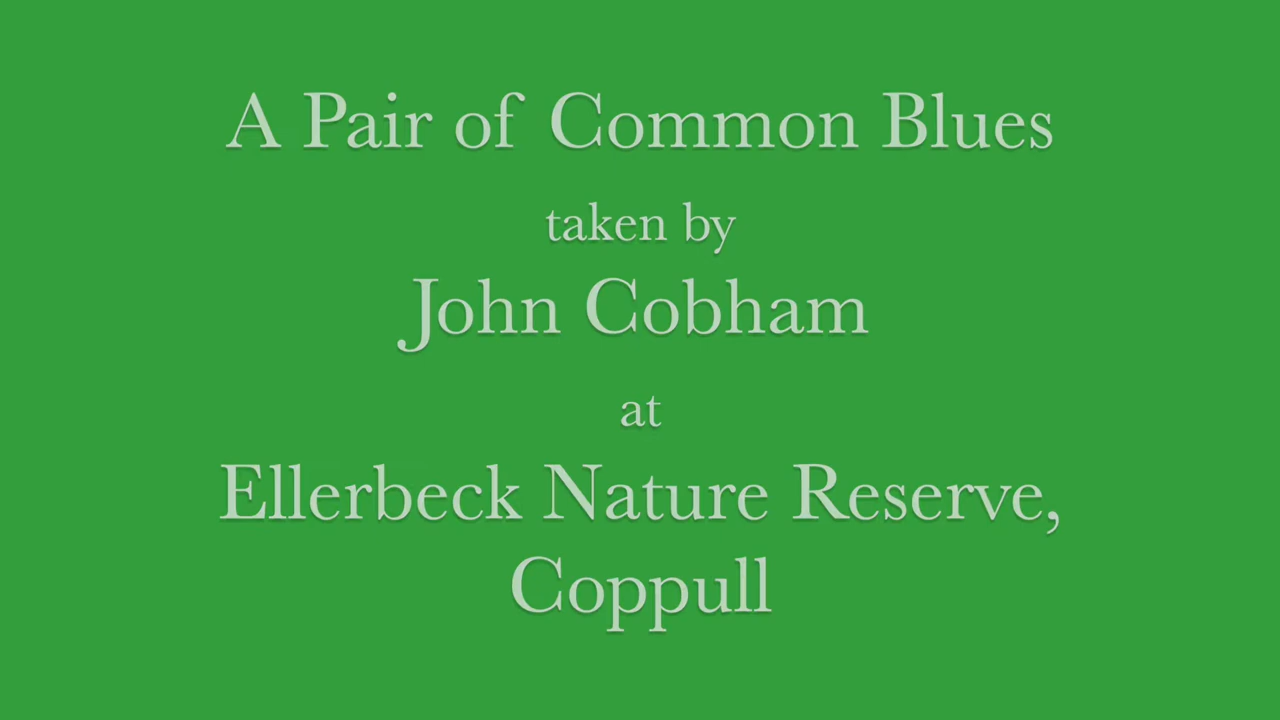 A Pair of Common Blues
taken by
John Cobham
at
Ellerbeck Nature Reserve,
Coppull